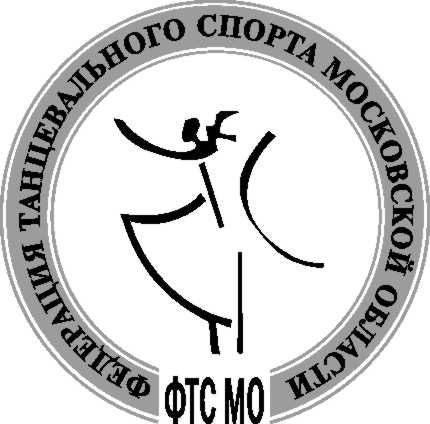 ФЕДЕРАЦИЯ ТАНЦЕВАЛЬНОГО СПОРТА МОСКОВСКОЙ ОБЛАСТИ
ФТС МО